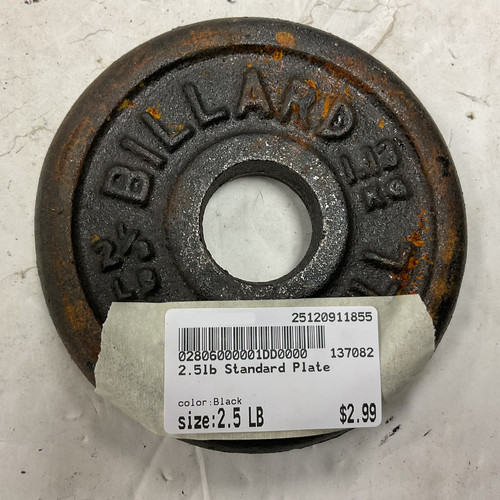 BILLARD
1.13
KG
2½
LB
25120911855
02806000001DD0000 137082
2.5lb Standard Plate
color:Black
size:2.5 LB $2.99